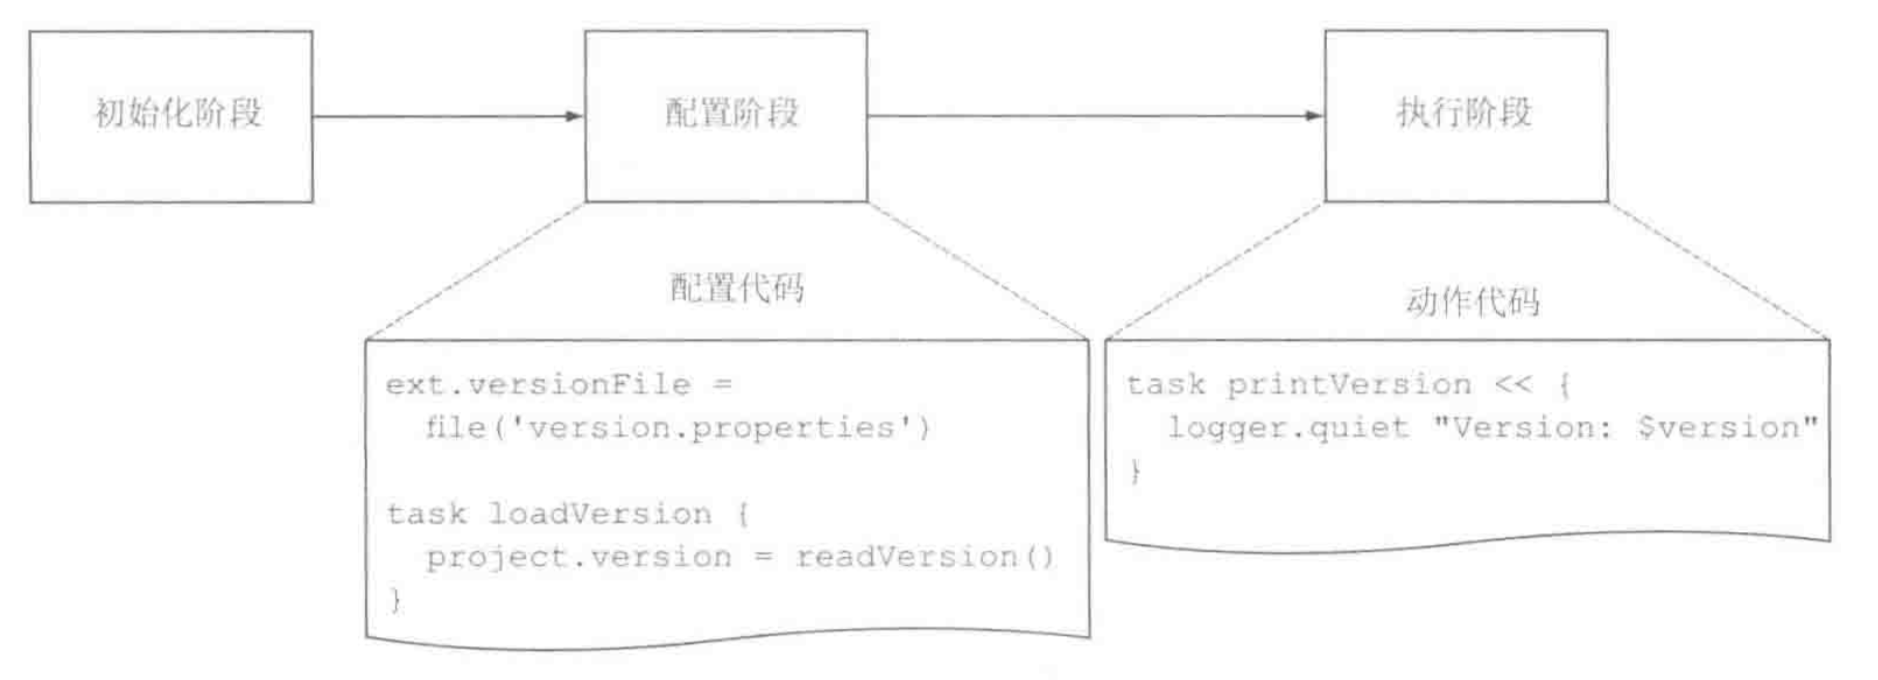 初始化阶段
配置阶段
执行阶段
配置代码
ext.versionFile =
  file('version.properties')
task loadVersion {
  project.version = readVersion()
}
动作代码
task printVersion << {
  logger.quiet "Version: $version"
}